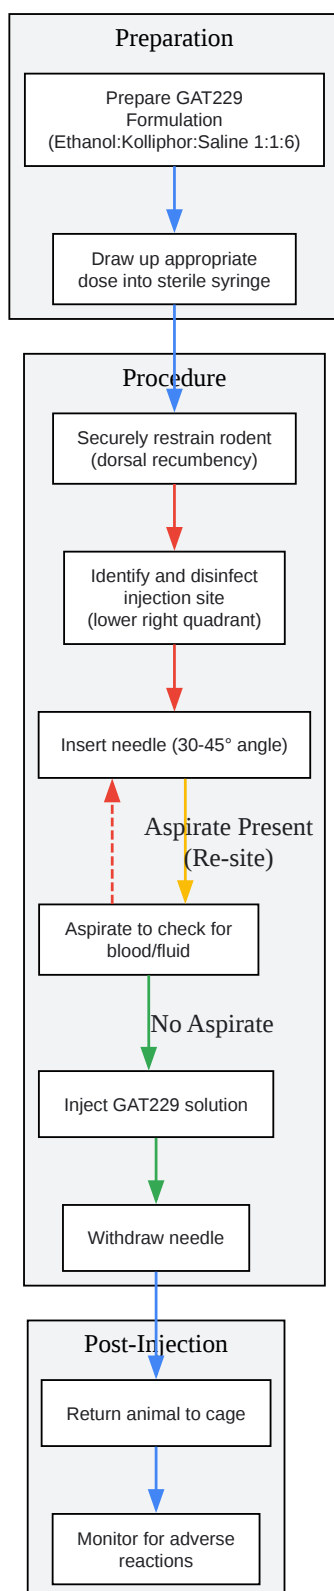 Preparation
Prepare GAT229
Formulation
(Ethanol:Kolliphor:Saline 1:1:6)
Draw up appropriate
dose into sterile syringe
Procedure
Securely restrain rodent
(dorsal recumbency)
Identify and disinfect
injection site
(lower right quadrant)
Insert needle (30-45° angle)
Aspirate Present
(Re-site)
Aspirate to check for
blood/fluid
No Aspirate
Inject GAT229 solution
Withdraw needle
Post-Injection
Return animal to cage
Monitor for adverse
reactions